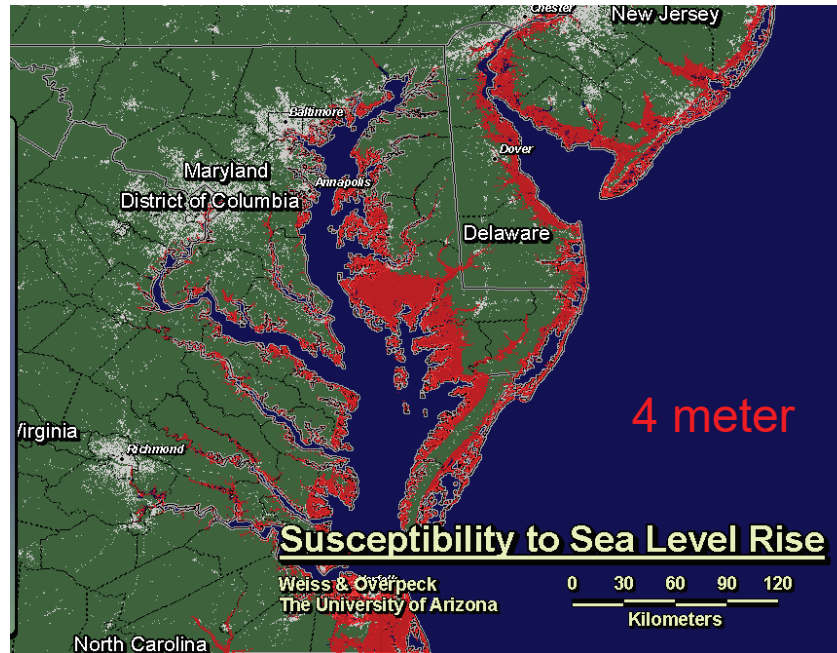 Chester
New Jersey
Baltimore
Maryland
Dover
Annapolis
District of Columbia
Delaware
4 meter
Virginia
Richmond
Susceptibility to Sea Level Rise
Weiss & Overpeck
The University of Arizona
0 30 60 90 120
Kilometers
North Carolina